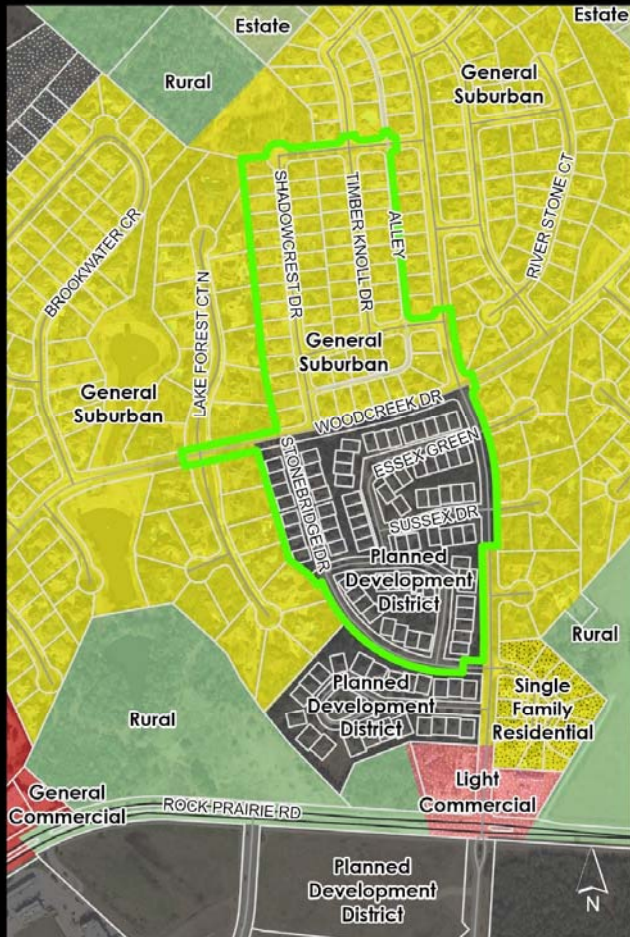 Estate
Estate
Rural
General
Suburban
SHADOWCREST DR
TIMBER KNOLL DR
ALLEY
RIVER STONE CT
BROOKWATER CR
LAKE FOREST CT N
General
Suburban
General
Suburban
WOODCREEK DR
STONEBRIDGE DR
ESSEX GREEN
SUSSEX DR
Planned
Development
District
Rural
Planned
Development
District
Single
Family
Residential
Rural
General
Commercial
Light
Commercial
ROCK PRAIRIE RD
Planned
Development
District
N